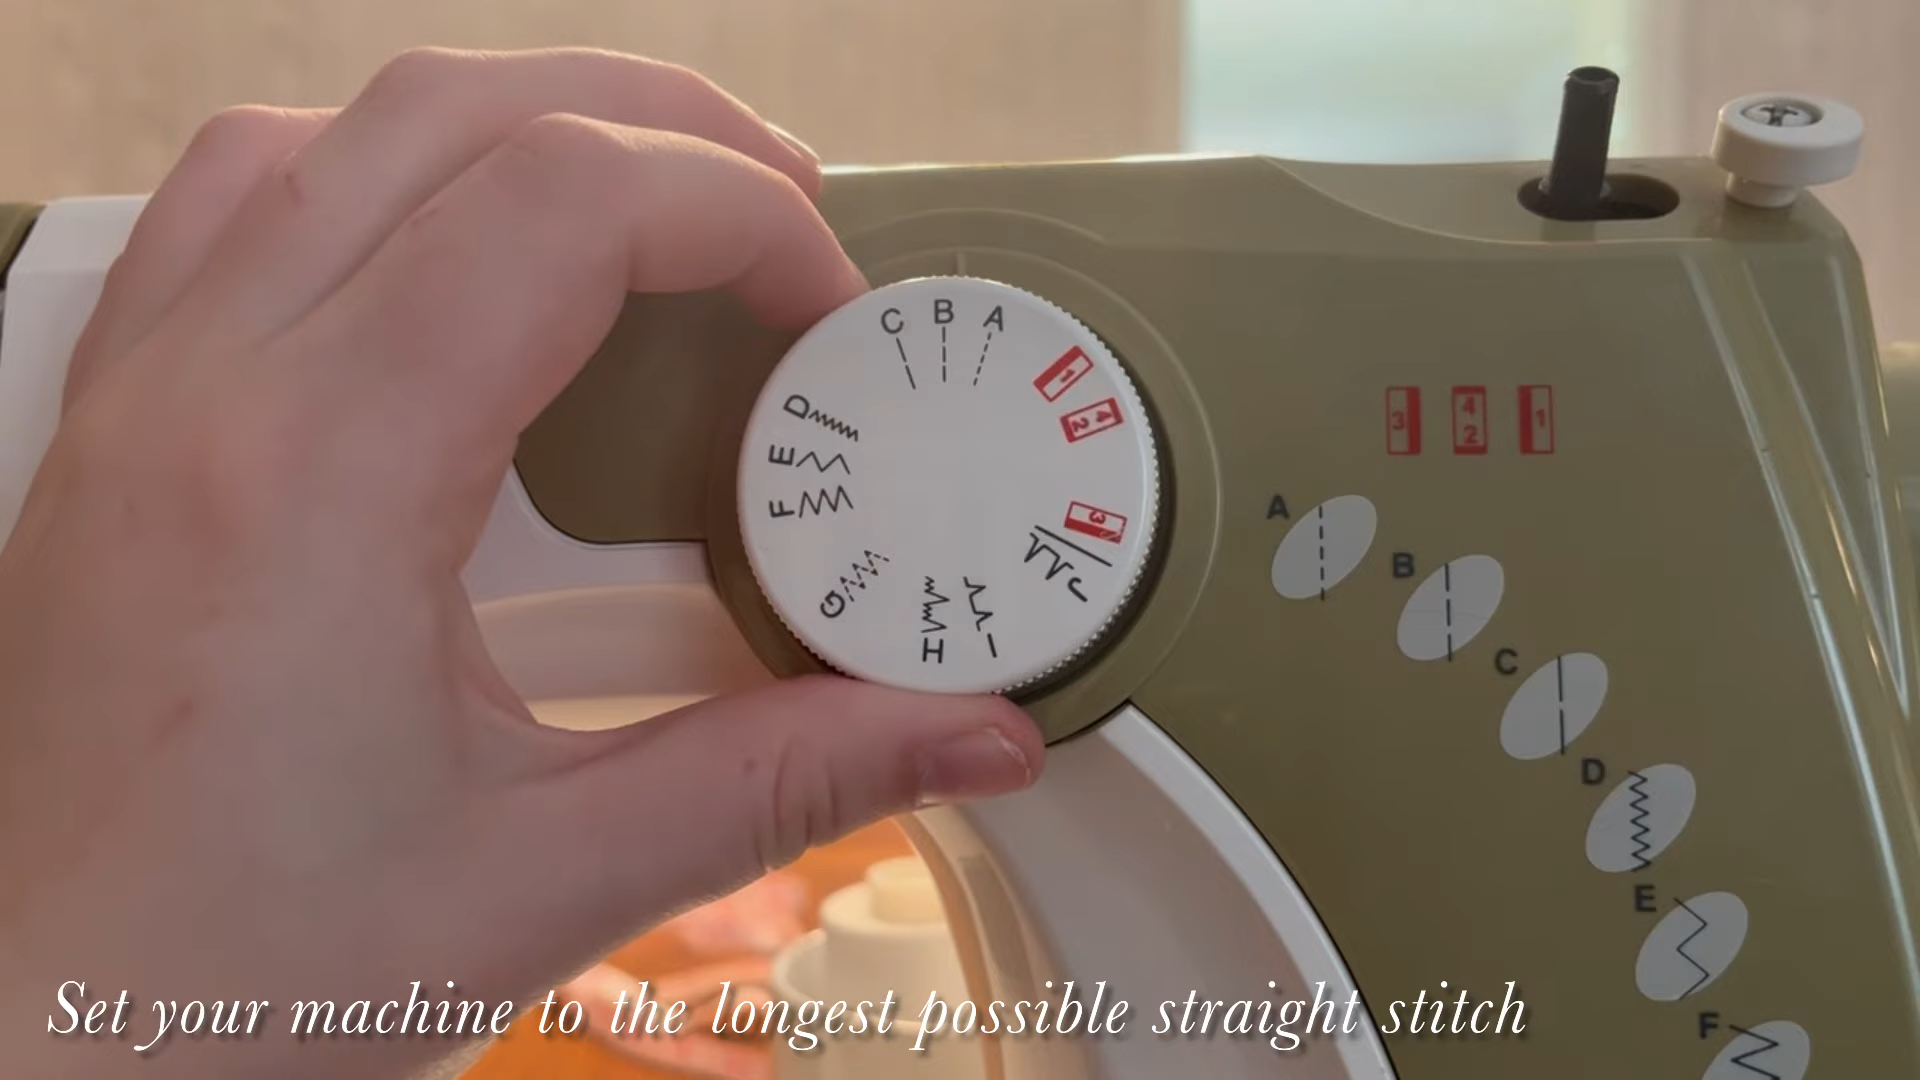 C B A
1
4
2
3
J
I
H
G
F
E
D
3
4
2
1
A
B
C
D
E
F
Set your machine to the longest possible straight stitch